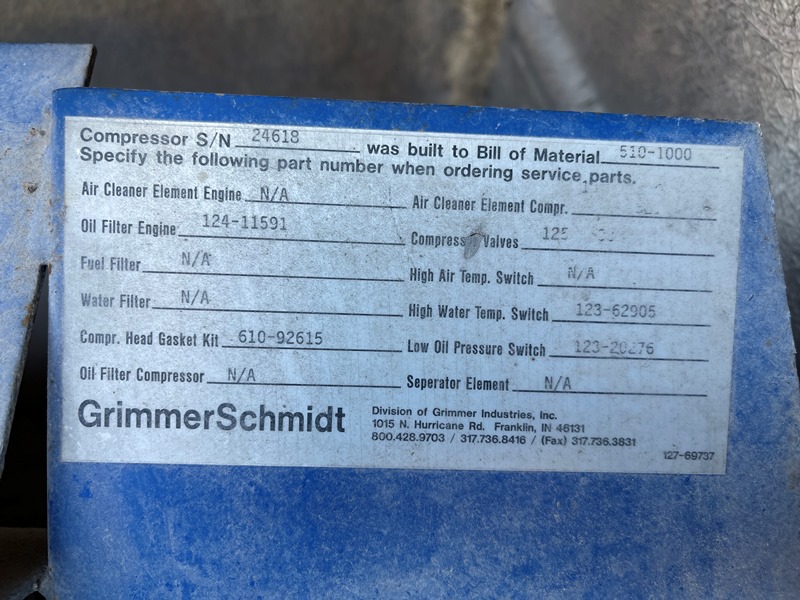 Compressor S/N 24618 was built to Bill of Material 510-1000
Specify the following part number when ordering service parts.
Air Cleaner Element Engine N/A
Oil Filter Engine 124-11591
Fuel Filter N/A
Water Filter N/A
Compr. Head Gasket Kit 610-92615
Oil Filter Compressor N/A
Air Cleaner Element Compr.
Valves 125
High Air Temp. Switch N/A
High Water Temp. Switch 123-62905
Low Oil Pressure Switch
Seperator Element N/A
GrimmerSchmidt
Division of Grimmer Industries, Inc.
1015 N. Hurricane Rd. Franklin, IN 46131
800.428.9703 / 317.736.8416 / (Fax) 317.736.3831
127-69737